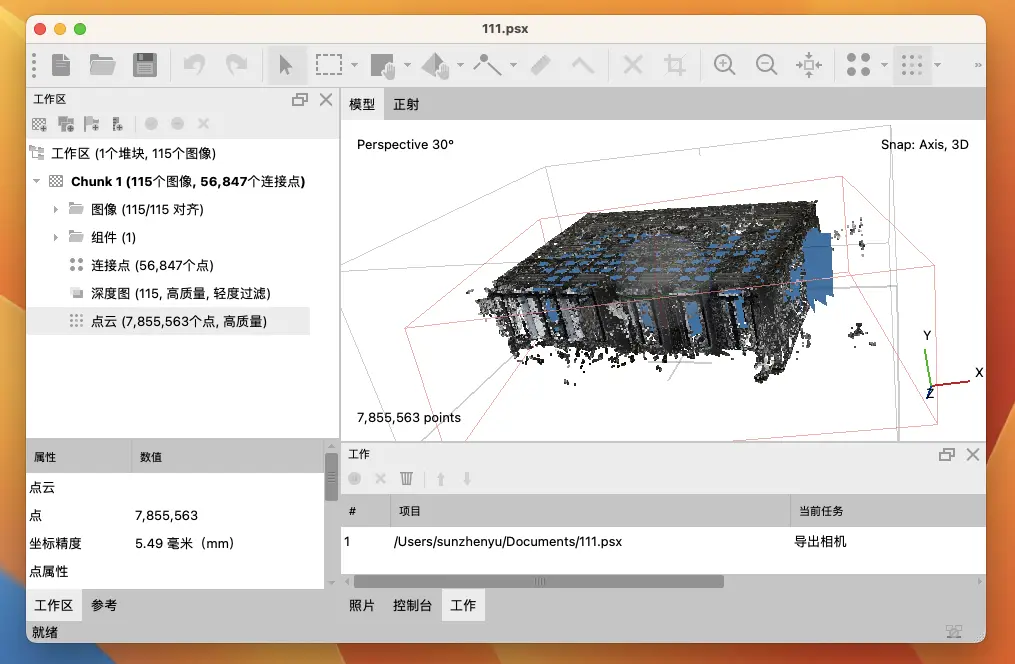 111.psx
工作区
模型 正射
工作区 (1个堆块, 115个图像)
Chunk 1 (115个图像, 56,847个连接点)
图像 (115/115 对齐)
组件 (1)
连接点 (56,847个点)
深度图 (115, 高质量, 轻度过滤)
点云 (7,855,563个点, 高质量)
Perspective 30°
Snap: Axis, 3D
Y
X
Z
7,855,563 points
属性 数值
点云
点 7,855,563
坐标精度 5.49 毫米（mm）
点属性
工作区 参考
工作
# 项目 当前任务
1 /Users/sunzhenyu/Documents/111.psx 导出相机
照片 控制台 工作
就绪